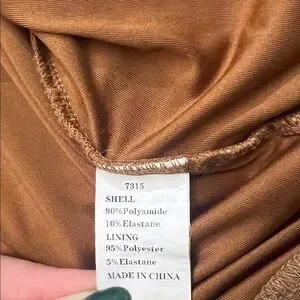 7315
SHELL
90%Polyamide
10%Elastane
LINING
95%Polyester
5%Elastane
MADE IN CHINA